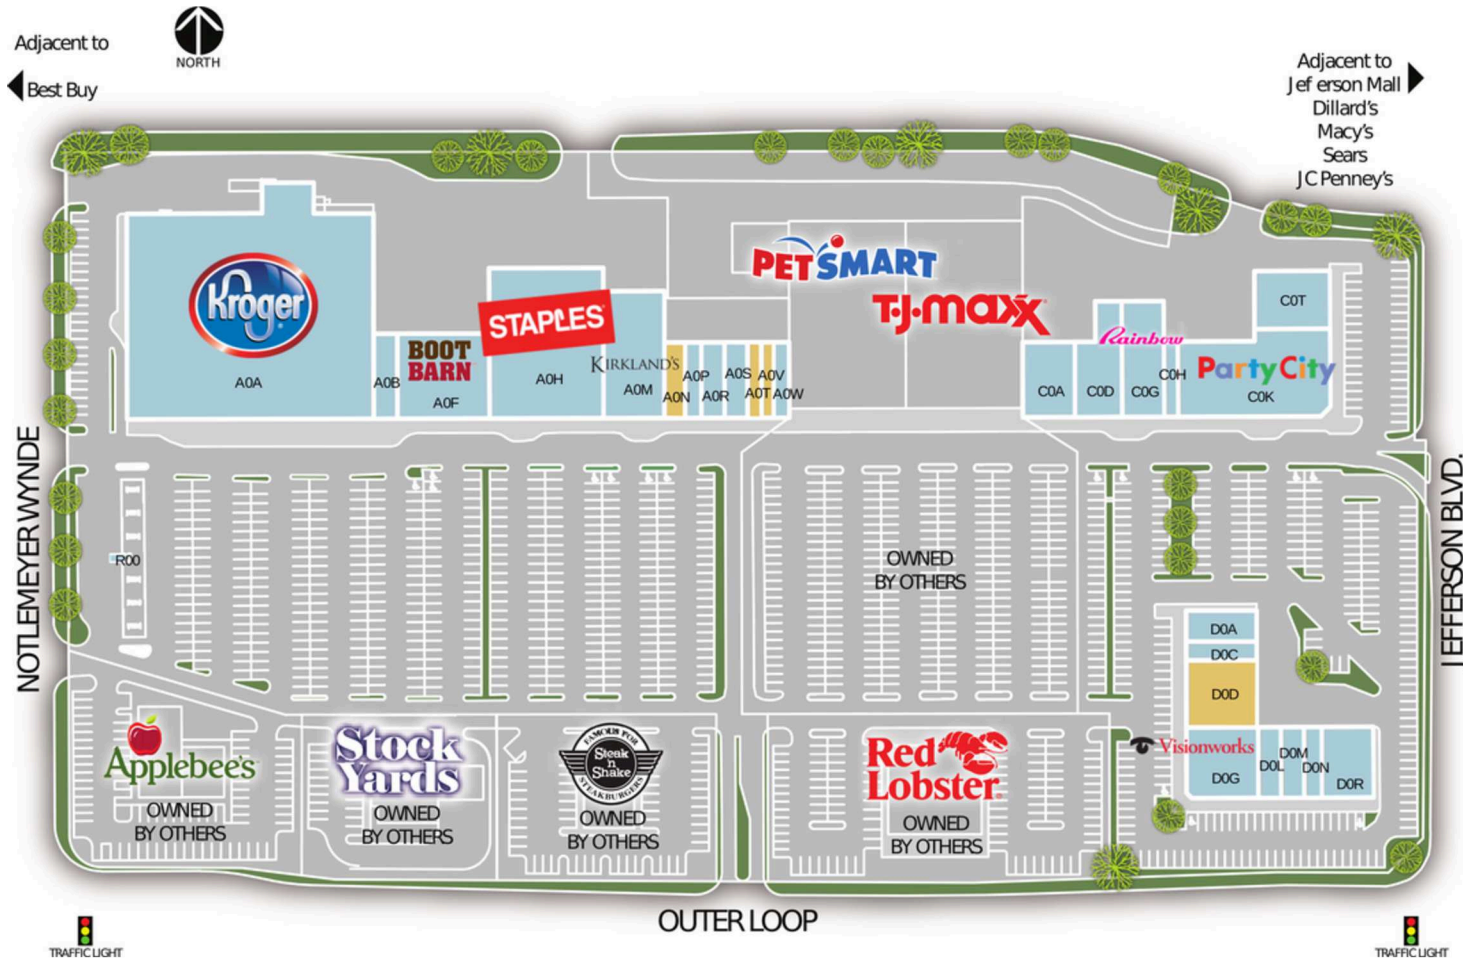 Adjacent to
Best Buy
NORTH
Adjacent to
Jef erson Mall
Dillard's
Macy's
Sears
JC Penney's
Kroger
A0A
A0B
BOOT
BARN
A0F
STAPLES
A0H
KIRKLAND'S
A0M
A0N
A0P
A0R
A0S
A0T
A0V
A0W
PETSMART
T.J.maxx
Rainbow
C0A
C0D
C0G
C0H
Party City
C0K
C0T
NOTLEMEYER WYNDE
R00
OWNED
BY OTHERS
JEFFERSON BLVD.
D0A
D0C
D0D
Visionworks
D0G
D0L
D0M
D0N
D0R
Applebee's
OWNED
BY OTHERS
Stock
Yards
OWNED
BY OTHERS
FAMOUS FOR
Steak
n
Shake
STEAKBURGERS
OWNED
BY OTHERS
Red
Lobster
OWNED
BY OTHERS
OUTER LOOP
TRAFFIC LIGHT
TRAFFIC LIGHT